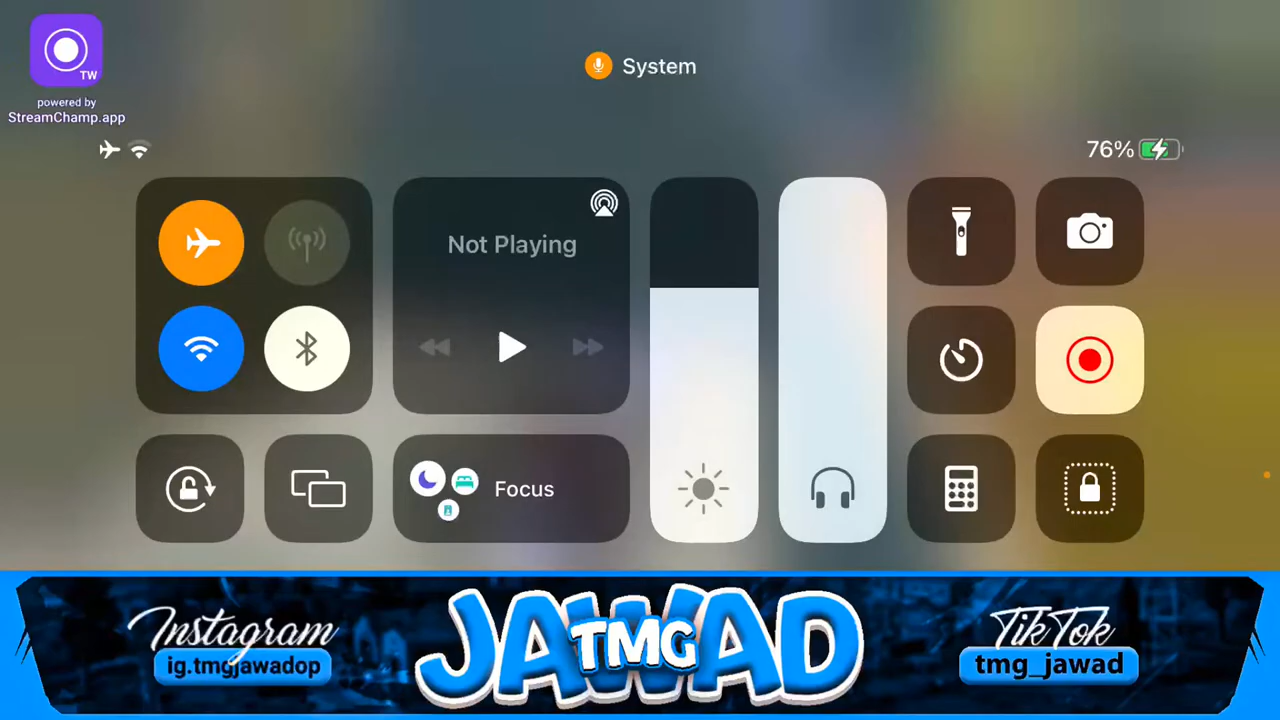 TW
powered by
StreamChamp.app
System
76%
Not Playing
Focus
Instagram
ig.tmgjawadop
JAWAD
TMG
TikTok
tmg_jawad